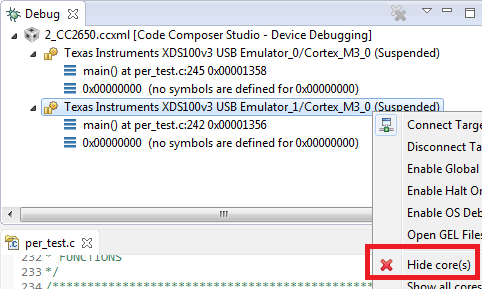 Debug
2_CC2650.ccxml [Code Composer Studio - Device Debugging]
Texas Instruments XDS100v3 USB Emulator_0/Cortex_M3_0 (Suspended)
main() at per_test.c:245 0x00001358
0x00000000 (no symbols are defined for 0x00000000)
Texas Instruments XDS100v3 USB Emulator_1/Cortex_M3_0 (Suspended)
main() at per_test.c:242 0x00001356
0x00000000 (no symbols are defined for 0x00000000)
Connect Targe
Disconnect Ta
Enable Global
Enable Halt On
Enable OS Deb
Open GEL Files
Hide core(s)
Show all cores
per_test.c
232 * FUNCTIONS
233 */
234 /************************************************